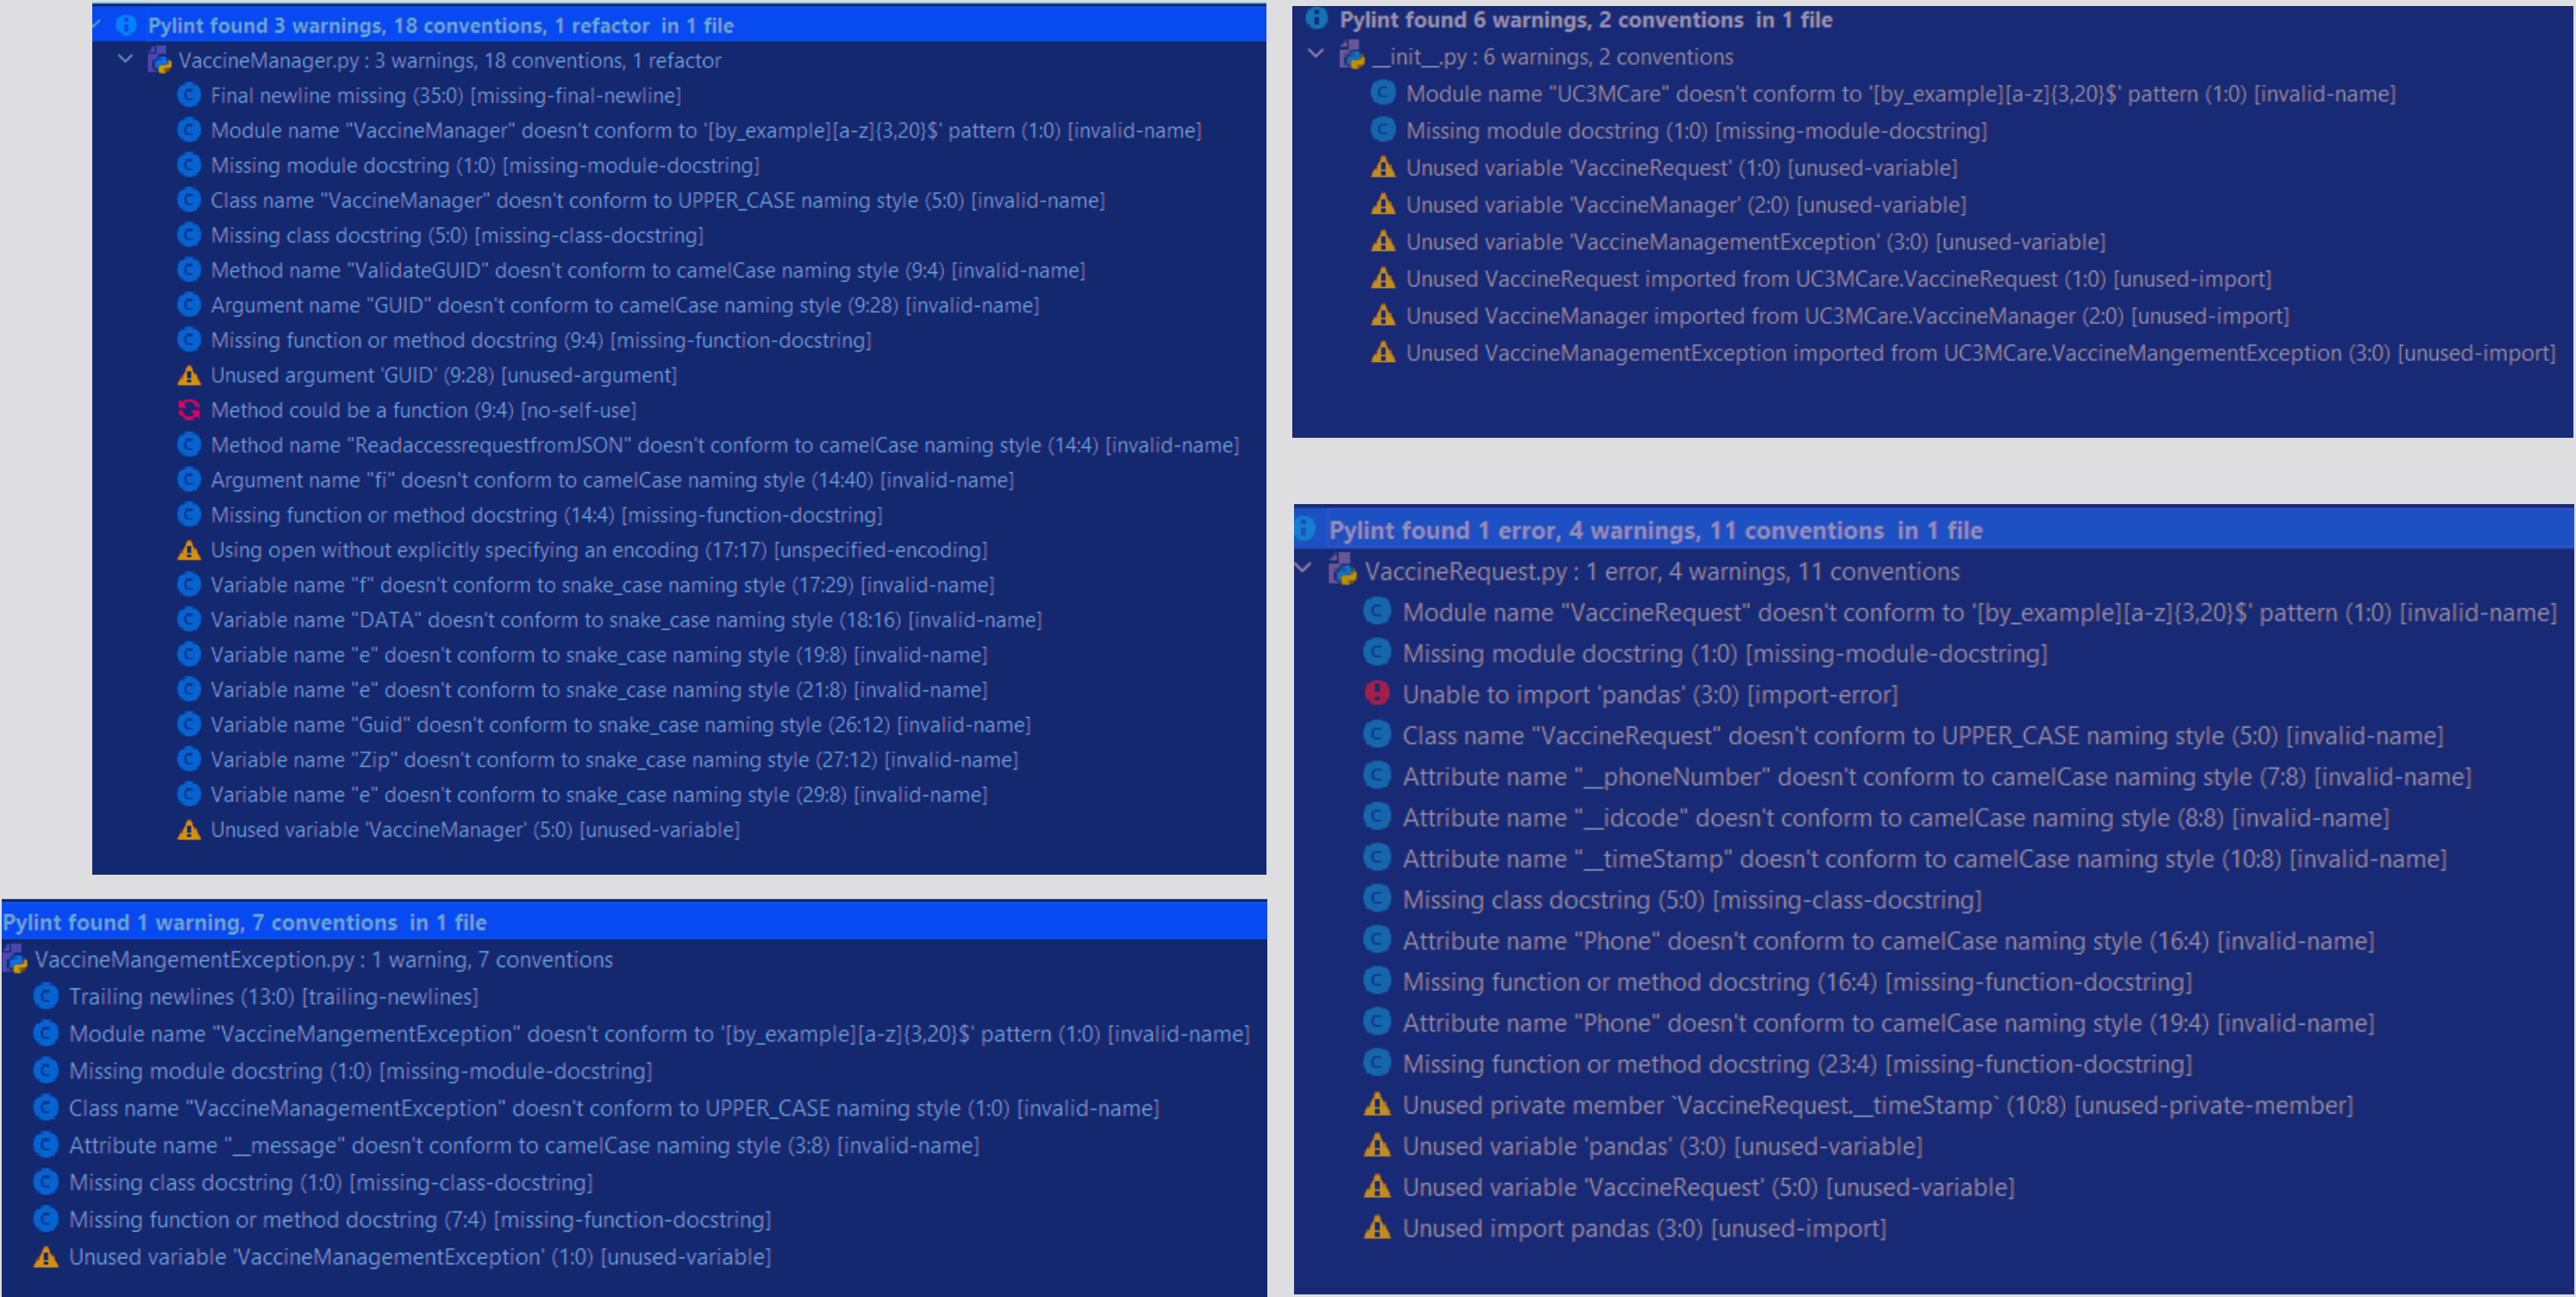 Pylint found 3 warnings, 18 conventions, 1 refactor in 1 file
VaccineManager.py : 3 warnings, 18 conventions, 1 refactor
Final newline missing (35:0) [missing-final-newline]
Module name "VaccineManager" doesn't conform to '[by_example][a-z]{3,20}$' pattern (1:0) [invalid-name]
Missing module docstring (1:0) [missing-module-docstring]
Class name "VaccineManager" doesn't conform to UPPER_CASE naming style (5:0) [invalid-name]
Missing class docstring (5:0) [missing-class-docstring]
Method name "ValidateGUID" doesn't conform to camelCase naming style (9:4) [invalid-name]
Argument name "GUID" doesn't conform to camelCase naming style (9:28) [invalid-name]
Missing function or method docstring (9:4) [missing-function-docstring]
Unused argument 'GUID' (9:28) [unused-argument]
Method could be a function (9:4) [no-self-use]
Method name "ReadaccessrequestfromJSON" doesn't conform to camelCase naming style (14:4) [invalid-name]
Argument name "fi" doesn't conform to camelCase naming style (14:40) [invalid-name]
Missing function or method docstring (14:4) [missing-function-docstring]
Using open without explicitly specifying an encoding (17:17) [unspecified-encoding]
Variable name "f" doesn't conform to snake_case naming style (17:29) [invalid-name]
Variable name "DATA" doesn't conform to snake_case naming style (18:16) [invalid-name]
Variable name "e" doesn't conform to snake_case naming style (19:8) [invalid-name]
Variable name "e" doesn't conform to snake_case naming style (21:8) [invalid-name]
Variable name "Guid" doesn't conform to snake_case naming style (26:12) [invalid-name]
Variable name "Zip" doesn't conform to snake_case naming style (27:12) [invalid-name]
Variable name "e" doesn't conform to snake_case naming style (29:8) [invalid-name]
Unused variable 'VaccineManager' (5:0) [unused-variable]
Pylint found 1 warning, 7 conventions in 1 file
VaccineMangementException.py : 1 warning, 7 conventions
Trailing newlines (13:0) [trailing-newlines]
Module name "VaccineMangementException" doesn't conform to '[by_example][a-z]{3,20}$' pattern (1:0) [invalid-name]
Missing module docstring (1:0) [missing-module-docstring]
Class name "VaccineManagementException" doesn't conform to UPPER_CASE naming style (1:0) [invalid-name]
Attribute name "__message" doesn't conform to camelCase naming style (3:8) [invalid-name]
Missing class docstring (1:0) [missing-class-docstring]
Missing function or method docstring (7:4) [missing-function-docstring]
Unused variable 'VaccineManagementException' (1:0) [unused-variable]
Pylint found 6 warnings, 2 conventions in 1 file
__init__.py : 6 warnings, 2 conventions
Module name "UC3MCare" doesn't conform to '[by_example][a-z]{3,20}$' pattern (1:0) [invalid-name]
Missing module docstring (1:0) [missing-module-docstring]
Unused variable 'VaccineRequest' (1:0) [unused-variable]
Unused variable 'VaccineManager' (2:0) [unused-variable]
Unused variable 'VaccineManagementException' (3:0) [unused-variable]
Unused VaccineRequest imported from UC3MCare.VaccineRequest (1:0) [unused-import]
Unused VaccineManager imported from UC3MCare.VaccineManager (2:0) [unused-import]
Unused VaccineManagementException imported from UC3MCare.VaccineMangementException (3:0) [unused-import]
Pylint found 1 error, 4 warnings, 11 conventions in 1 file
VaccineRequest.py : 1 error, 4 warnings, 11 conventions
Module name "VaccineRequest" doesn't conform to '[by_example][a-z]{3,20}$' pattern (1:0) [invalid-name]
Missing module docstring (1:0) [missing-module-docstring]
Unable to import 'pandas' (3:0) [import-error]
Class name "VaccineRequest" doesn't conform to UPPER_CASE naming style (5:0) [invalid-name]
Attribute name "__phoneNumber" doesn't conform to camelCase naming style (7:8) [invalid-name]
Attribute name "__idcode" doesn't conform to camelCase naming style (8:8) [invalid-name]
Attribute name "__timeStamp" doesn't conform to camelCase naming style (10:8) [invalid-name]
Missing class docstring (5:0) [missing-class-docstring]
Attribute name "Phone" doesn't conform to camelCase naming style (16:4) [invalid-name]
Missing function or method docstring (16:4) [missing-function-docstring]
Attribute name "Phone" doesn't conform to camelCase naming style (19:4) [invalid-name]
Missing function or method docstring (23:4) [missing-function-docstring]
Unused private member `VaccineRequest.__timeStamp` (10:8) [unused-private-member]
Unused variable 'pandas' (3:0) [unused-variable]
Unused variable 'VaccineRequest' (5:0) [unused-variable]
Unused import pandas (3:0) [unused-import]